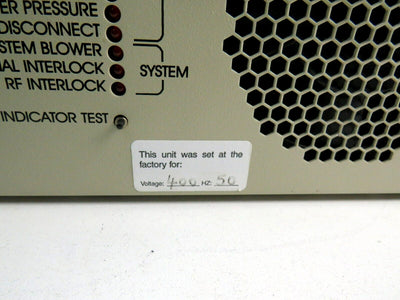 ER PRESSURE
DISCONNECT
STEM BLOWER
NAL INTERLOCK
RF INTERLOCK
SYSTEM
INDICATOR TEST
This unit was set at the
factory for:
Voltage: 400 HZ: 50